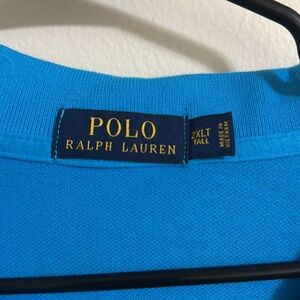 POLO
RALPH LAUREN
2XLT
TALL
MADE IN
VIETNAM